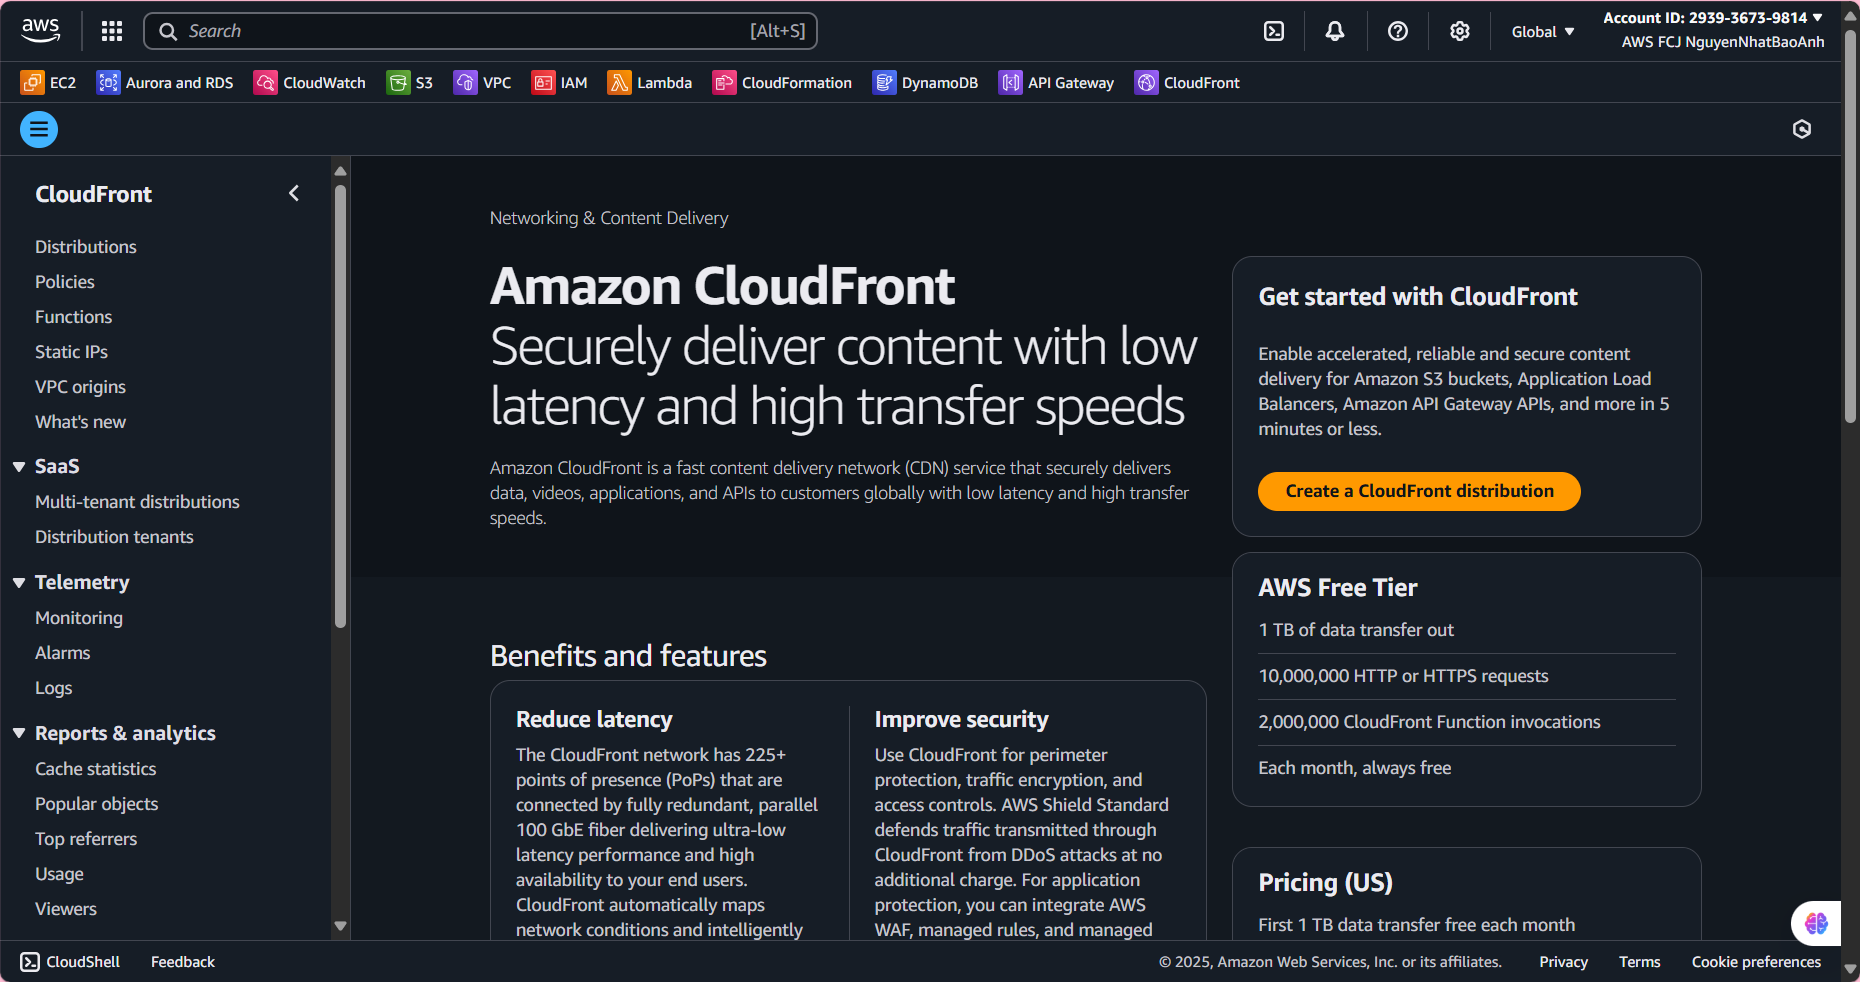 aws
Search
[Alt+S]
Global
Account ID: 2939-3673-9814
AWS FCJ NguyenNhatBaoAnh
EC2
Aurora and RDS
CloudWatch
S3
VPC
IAM
Lambda
CloudFormation
DynamoDB
API Gateway
CloudFront
CloudFront
Distributions
Policies
Functions
Static IPs
VPC origins
What's new
SaaS
Multi-tenant distributions
Distribution tenants
Telemetry
Monitoring
Alarms
Logs
Reports & analytics
Cache statistics
Popular objects
Top referrers
Usage
Viewers
Networking & Content Delivery
Amazon CloudFront
Securely deliver content with low
latency and high transfer speeds
Amazon CloudFront is a fast content delivery network (CDN) service that securely delivers
data, videos, applications, and APIs to customers globally with low latency and high transfer
speeds.
Benefits and features
Reduce latency
The CloudFront network has 225+
points of presence (PoPs) that are
connected by fully redundant, parallel
100 GbE fiber delivering ultra-low
latency performance and high
availability to your end users.
CloudFront automatically maps
network conditions and intelligently
Improve security
Use CloudFront for perimeter
protection, traffic encryption, and
access controls. AWS Shield Standard
defends traffic transmitted through
CloudFront from DDoS attacks at no
additional charge. For application
protection, you can integrate AWS
WAF, managed rules, and managed
Get started with CloudFront
Enable accelerated, reliable and secure content
delivery for Amazon S3 buckets, Application Load
Balancers, Amazon API Gateway APIs, and more in 5
minutes or less.
Create a CloudFront distribution
AWS Free Tier
1 TB of data transfer out
10,000,000 HTTP or HTTPS requests
2,000,000 CloudFront Function invocations
Each month, always free
Pricing (US)
First 1 TB data transfer free each month
CloudShell
Feedback
© 2025, Amazon Web Services, Inc. or its affiliates.
Privacy
Terms
Cookie preferences